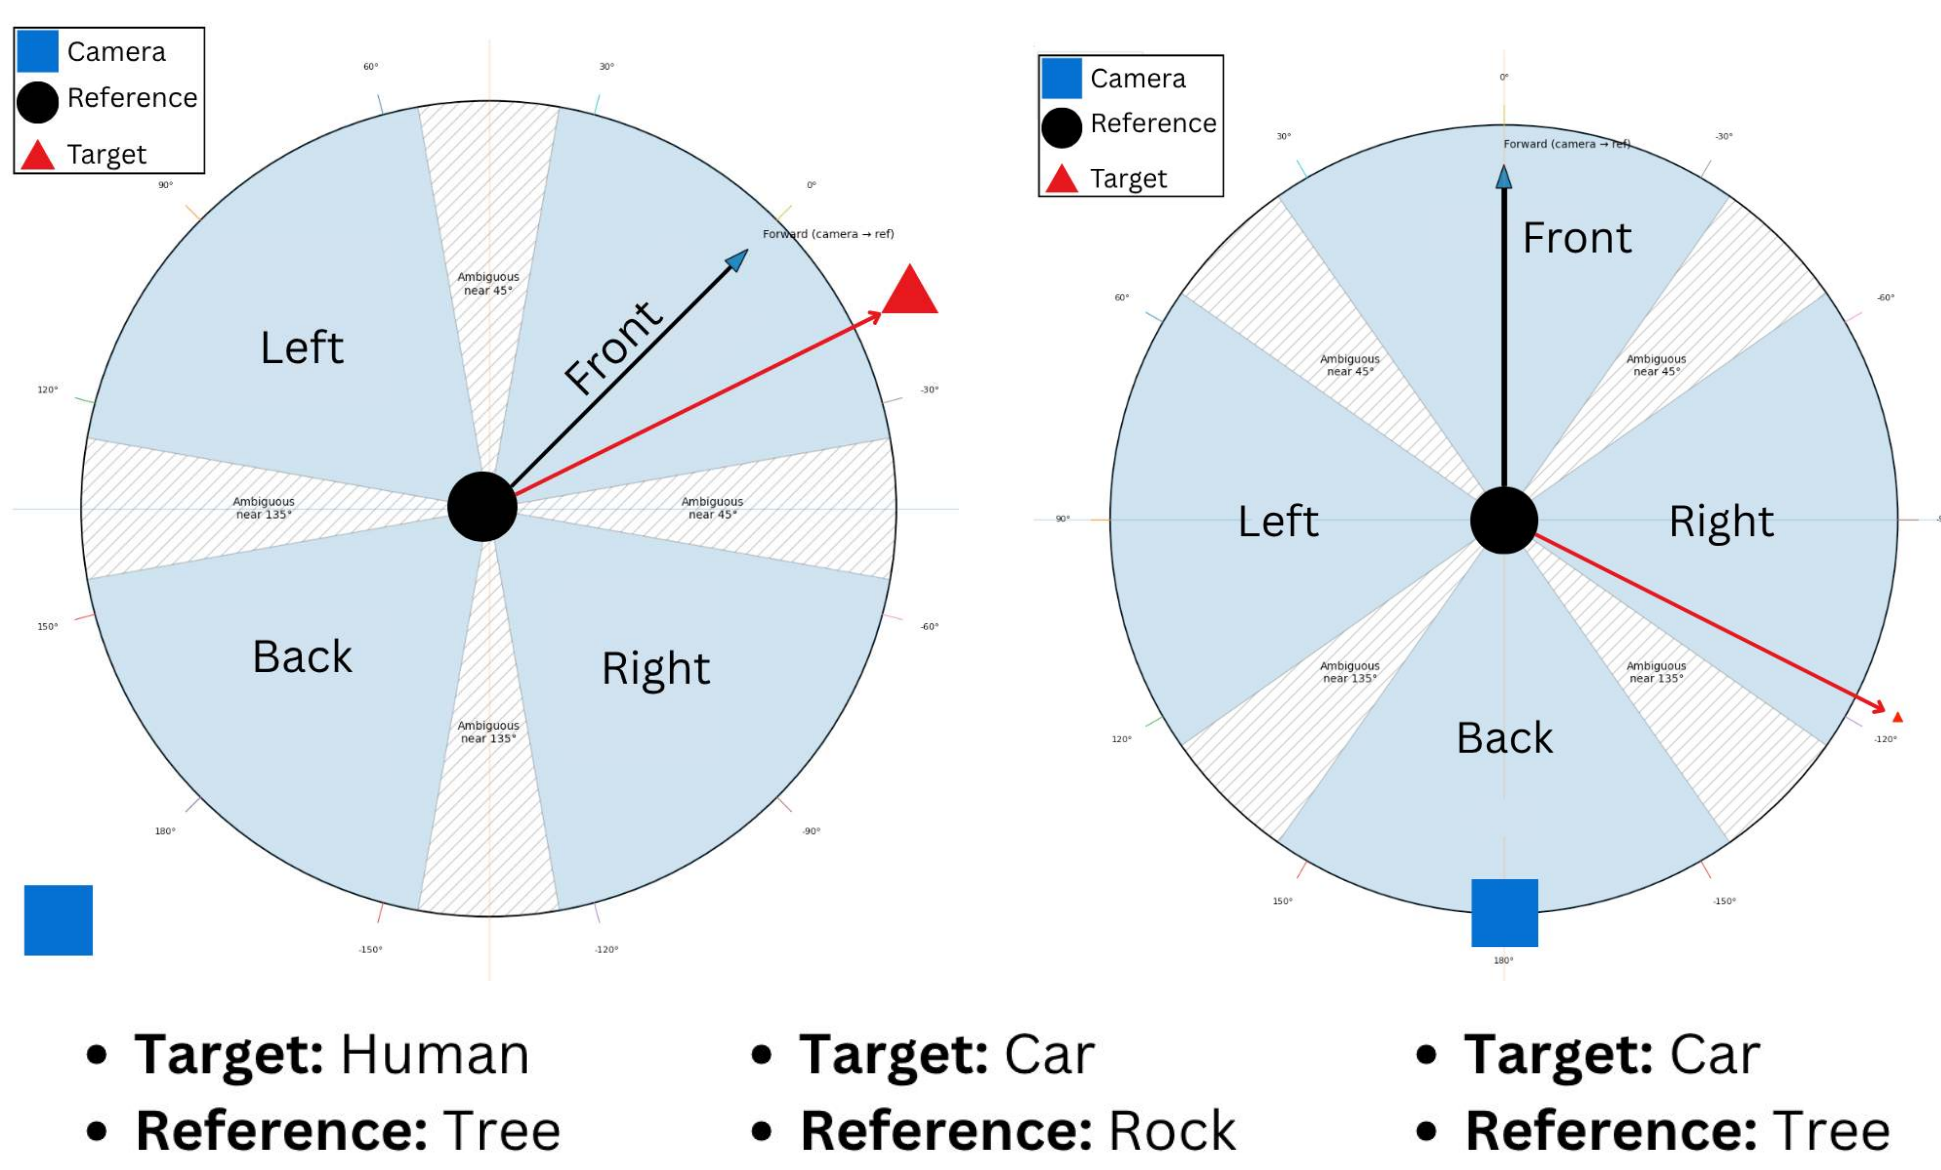 Camera
Reference
Target
60°
30°
90°
0°
Forward (camera → ref)
Ambiguous
near 45°
Front
Left
120°
-30°
Ambiguous
near 135°
Ambiguous
near 45°
150°
-60°
Back
Right
Ambiguous
near 135°
180°
-90°
-150°
-120°
Camera
Reference
Target
0°
30°
-30°
Forward (camera → ref)
Front
60°
-60°
Ambiguous
near 45°
Ambiguous
near 45°
90°
Left
Right
Ambiguous
near 135°
Ambiguous
near 135°
120°
Back
-120°
150°
-150°
180°
• Target: Human
• Reference: Tree
• Target: Car
• Reference: Rock
• Target: Car
• Reference: Tree